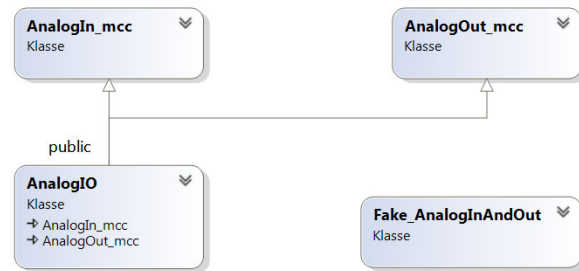 AnalogIn_mcc
Klasse
AnalogOut_mcc
Klasse
public
AnalogIO
Klasse
AnalogIn_mcc
AnalogOut_mcc
Fake_AnalogInAndOut
Klasse